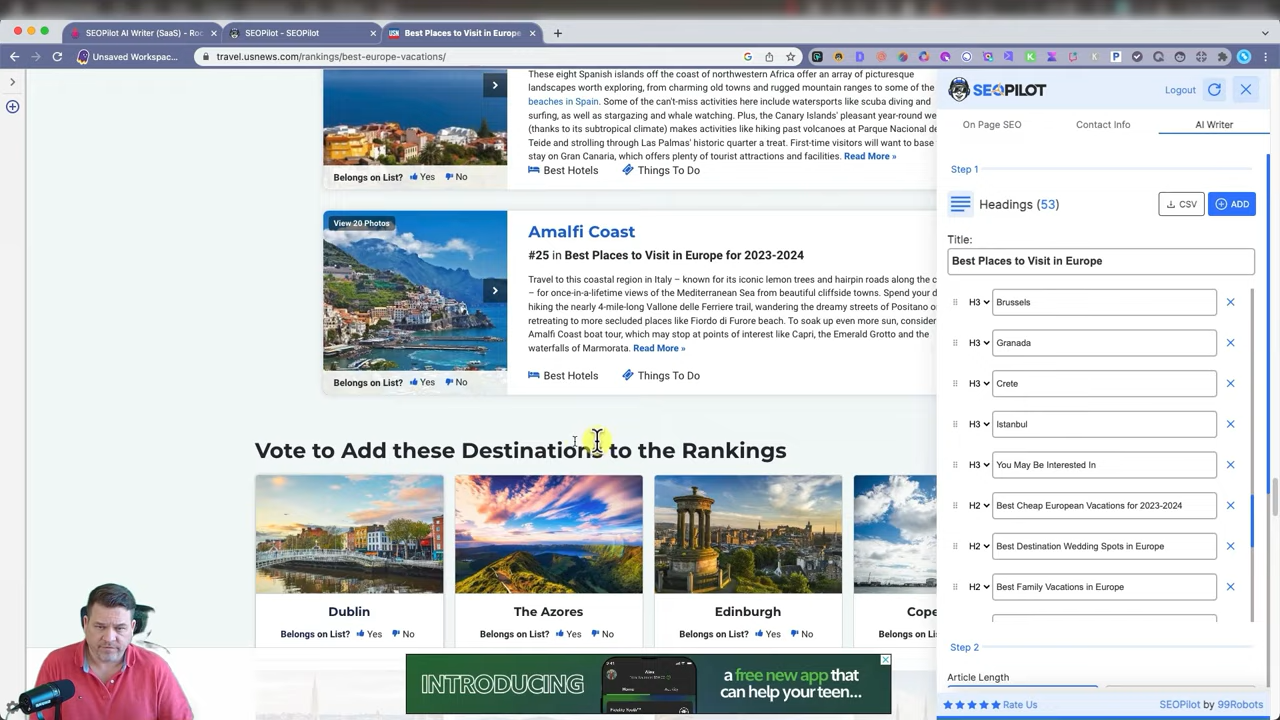 SEOPilot AI Writer (SaaS) - Roc
SEOPilot - SEOPilot
USN
Best Places to Visit in Europe
Unsaved Workspac...
travel.usnews.com/rankings/best-europe-vacations/
These eight Spanish islands off the coast of northwestern Africa offer an array of picturesque
landscapes worth exploring, from charming old towns and rugged mountain ranges to some of the
beaches in Spain. Some of the can't-miss activities here include watersports like scuba diving and
surfing, as well as stargazing and whale watching. Plus, the Canary Islands' pleasant year-round we
(thanks to its subtropical climate) makes activities like hiking past volcanoes at Parque Nacional de
Teide and strolling through Las Palmas' historic quarter a treat. First-time visitors will want to base
stay on Gran Canaria, which offers plenty of tourist attractions and facilities. Read More »
Belongs on List? Yes No
Best Hotels Things To Do
View 20 Photos
Amalfi Coast
#25 in Best Places to Visit in Europe for 2023-2024
Travel to this coastal region in Italy – known for its iconic lemon trees and hairpin roads along the c
– for once-in-a-lifetime views of the Mediterranean Sea from beautiful cliffside towns. Spend your d
hiking the nearly 4-mile-long Vallone delle Ferriere trail, wandering the dreamy streets of Positano o
retreating to more secluded places like Fiordo di Furore beach. To soak up even more sun, consider
Amalfi Coast boat tour, which may stop at points of interest like Capri, the Emerald Grotto and the
waterfalls of Marmorata. Read More »
Belongs on List? Yes No
Best Hotels Things To Do
Vote to Add these Destinations to the Rankings
Dublin
Belongs on List? Yes No
The Azores
Belongs on List? Yes No
Edinburgh
Belongs on List? Yes No
Cope
Belongs on Li
INTRODUCING
a free new app that
can help your teen...
SEOPILOT
Logout
On Page SEO
Contact Info
AI Writer
Step 1
Headings (53)
CSV
ADD
Title:
Best Places to Visit in Europe
H3 Brussels
H3 Granada
H3 Crete
H3 Istanbul
H3 You May Be Interested In
H2 Best Cheap European Vacations for 2023-2024
H2 Best Destination Wedding Spots in Europe
H2 Best Family Vacations in Europe
Step 2
Article Length
Rate Us
SEOPilot by 99Robots